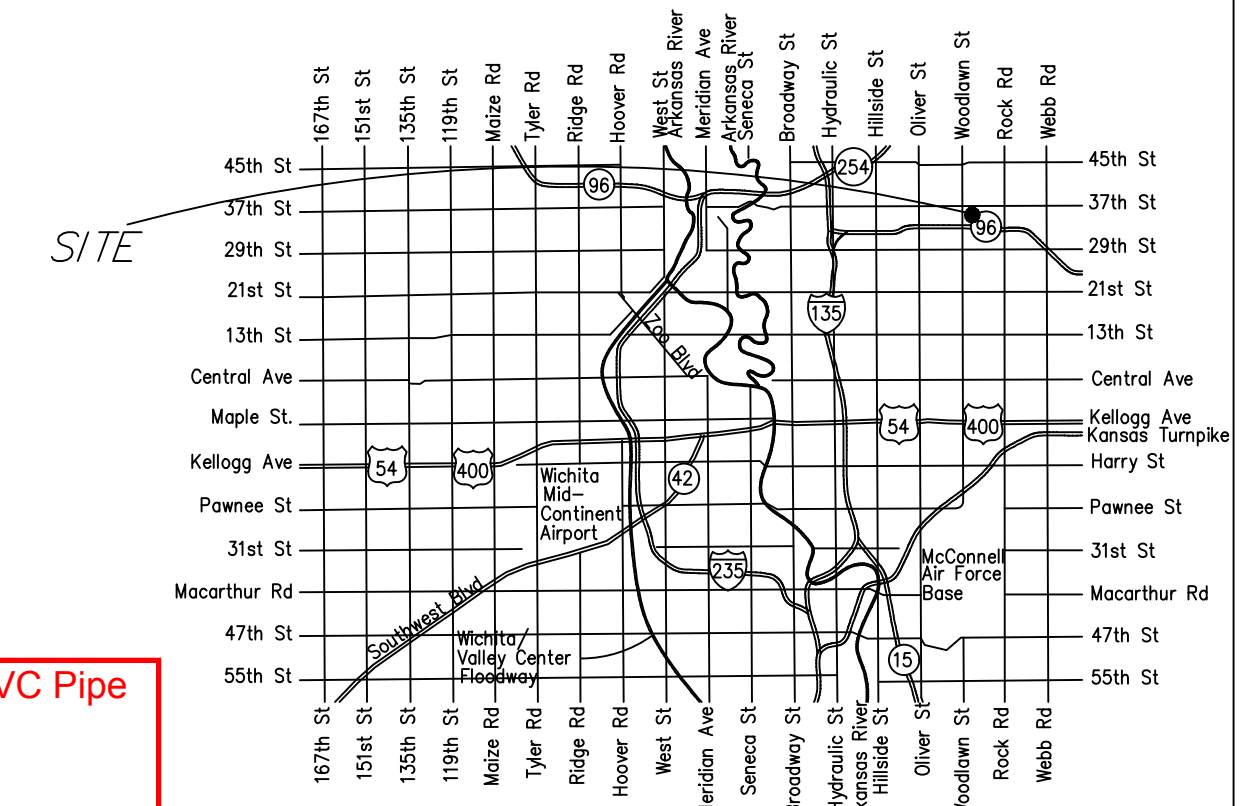 167th St
151st St
135th St
119th St
Maize Rd
Tyler Rd
Ridge Rd
Hoover Rd
West St
Arkansas River
Meridian Ave
Arkansas River
Seneca St
Broadway St
Hydraulic St
Hillside St
Oliver St
Woodlawn St
Rock Rd
Webb Rd
45th St
254
45th St
96
37th St
37th St
SITE
96
29th St
29th St
21st St
21st St
135
Zoo Blvd
13th St
13th St
Central Ave
Central Ave
Maple St.
54
400
Kellogg Ave
Kansas Turnpike
Kellogg Ave
54
400
Harry St
42
Wichita
Mid-
Continent
Airport
Pawnee St
Pawnee St
31st St
31st St
235
McConnell
Air Force
Base
Macarthur Rd
Macarthur Rd
Southwest Blvd
47th St
47th St
Wichita/
Valley Center
Floodway
15
55th St
55th St
VC Pipe
167th St
151st St
135th St
119th St
Maize Rd
Tyler Rd
Ridge Rd
Hoover Rd
West St
eridian Ave
Seneca St
Broadway St
Hydraulic St
kansas River
Hillside St
Oliver St
Woodlawn St
Rock Rd
Webb Rd